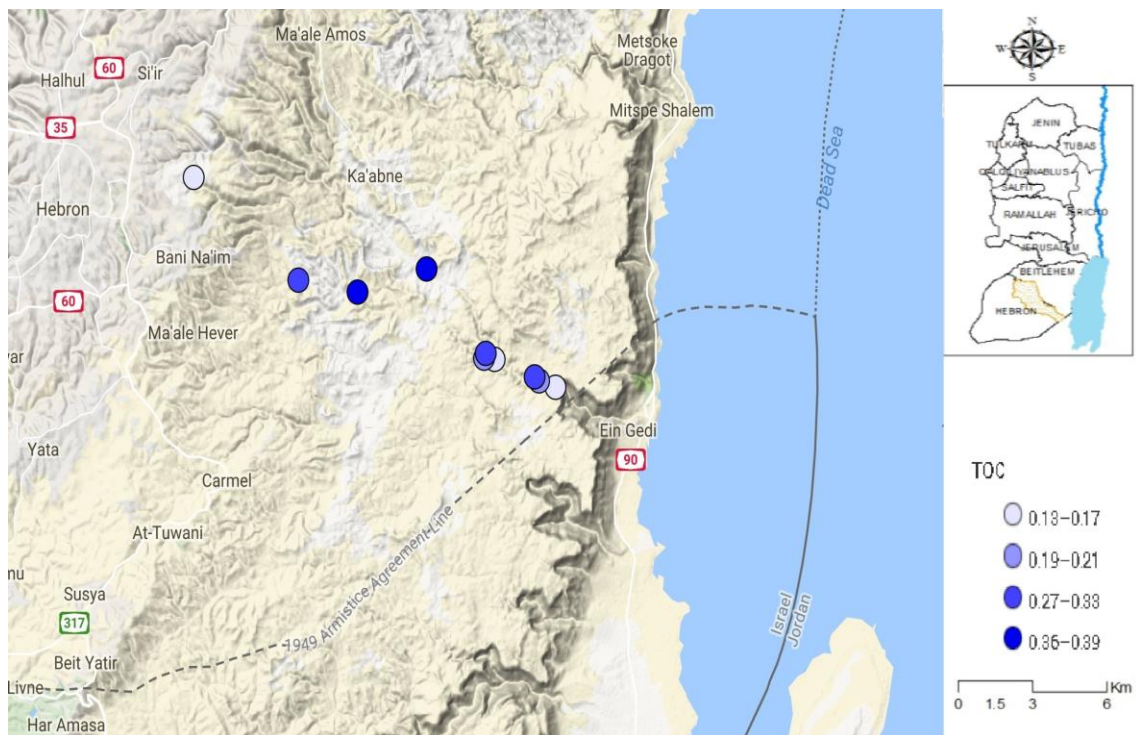 Ma'ale Amos
Metsoke
Dragot
60
Si'ir
Halhul
Mitspe Shalem
35
Ka'abne
Dead Sea
Hebron
Bani Na'im
60
Ma'ale Hever
ar
Ein Gedi
Yata
90
Carmel
At-Tuwani
mu
Susya
1949 Armistice Agreement Line
Israel
Jordan
317
Beit Yatir
Livne
Har Amasa
N
W
E
S
JENIN
TUBAS
NABLUS
SALFIT
RAMALLAH
JERICHO
JERUSALEM
BEITLEHEM
HEBRON
TOC
0.13–0.17
0.19–0.21
0.27–0.33
0.35–0.39
Km
0 1.5 3 6